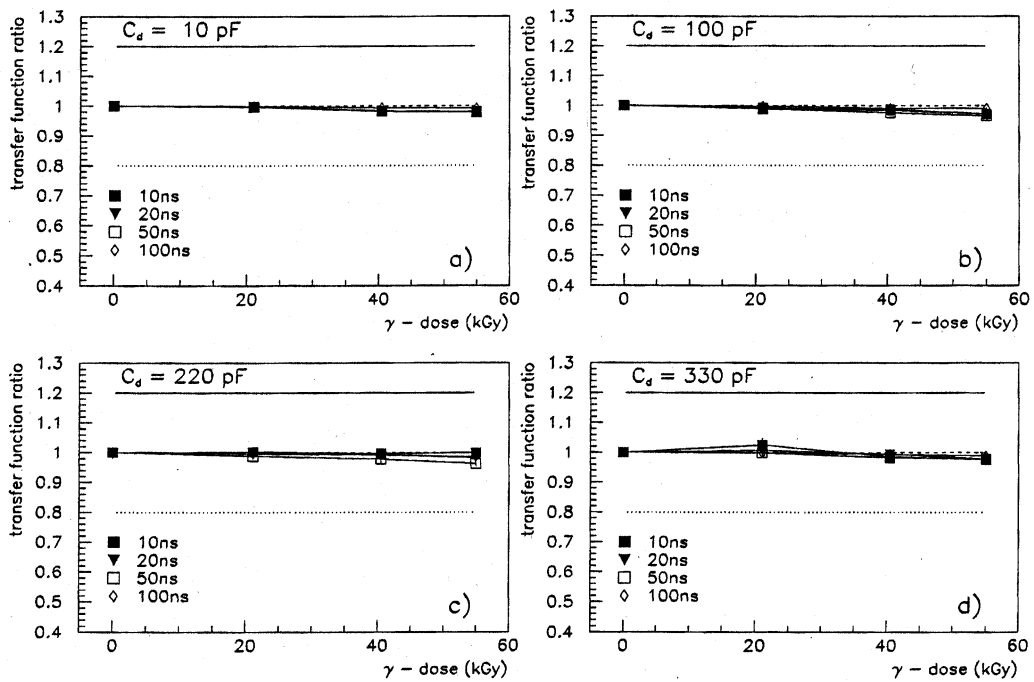 transfer function ratio
1.3
1.2
1.1
1
0.9
0.8
0.7
0.6
0.5
0.4
C_d = 10 pF
10ns
20ns
50ns
100ns
a)
0
20
40
60
γ - dose (kGy)
transfer function ratio
1.3
1.2
1.1
1
0.9
0.8
0.7
0.6
0.5
0.4
C_d = 100 pF
10ns
20ns
50ns
100ns
b)
0
20
40
60
γ - dose (kGy)
transfer function ratio
1.3
1.2
1.1
1
0.9
0.8
0.7
0.6
0.5
0.4
C_d = 220 pF
10ns
20ns
50ns
100ns
c)
0
20
40
60
γ - dose (kGy)
transfer function ratio
1.3
1.2
1.1
1
0.9
0.8
0.7
0.6
0.5
0.4
C_d = 330 pF
10ns
20ns
50ns
100ns
d)
0
20
40
60
γ - dose (kGy)